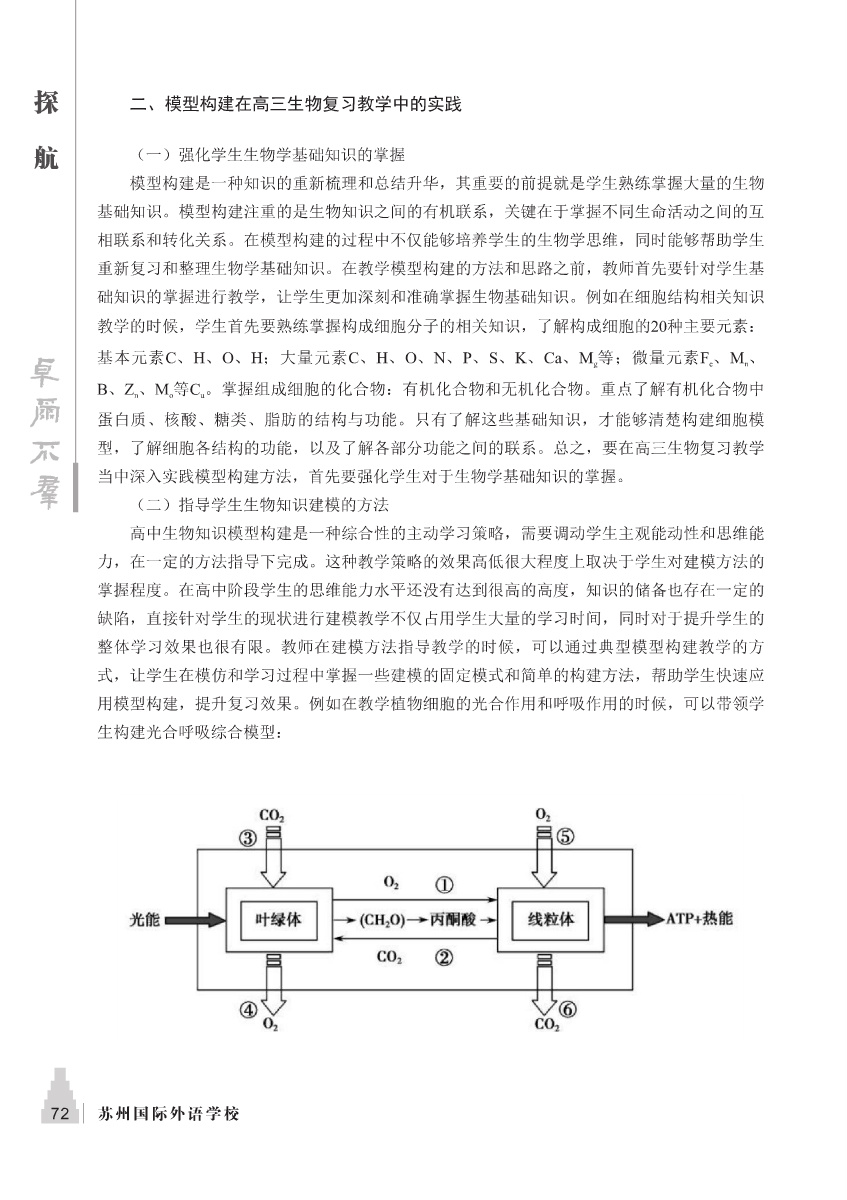 探
航
卓
尔
不
群
二、模型构建在高三生物复习教学中的实践
（一）强化学生生物学基础知识的掌握
模型构建是一种知识的重新梳理和总结升华，其重要的前提就是学生熟练掌握大量的生物
基础知识。模型构建注重的是生物知识之间的有机联系，关键在于掌握不同生命活动之间的互
相联系和转化关系。在模型构建的过程中不仅能够培养学生的生物学思维，同时能够帮助学生
重新复习和整理生物学基础知识。在教学模型构建的方法和思路之前，教师首先要针对学生基
础知识的掌握进行教学，让学生更加深刻和准确掌握生物基础知识。例如在细胞结构相关知识
教学的时候，学生首先要熟练掌握构成细胞分子的相关知识，了解构成细胞的20种主要元素：
基本元素C、H、O、H；大量元素C、H、O、N、P、S、K、Ca、Mg等；微量元素Fe、Mn、
B、Zn、Mo等Cu。掌握组成细胞的化合物：有机化合物和无机化合物。重点了解有机化合物中
蛋白质、核酸、糖类、脂肪的结构与功能。只有了解这些基础知识，才能够清楚构建细胞模
型，了解细胞各结构的功能，以及了解各部分功能之间的联系。总之，要在高三生物复习教学
当中深入实践模型构建方法，首先要强化学生对于生物学基础知识的掌握。
（二）指导学生生物知识建模的方法
高中生物知识模型构建是一种综合性的主动学习策略，需要调动学生主观能动性和思维能
力，在一定的方法指导下完成。这种教学策略的效果高低很大程度上取决于学生对建模方法的
掌握程度。在高中阶段学生的思维能力水平还没有达到很高的高度，知识的储备也存在一定的
缺陷，直接针对学生的现状进行建模教学不仅占用学生大量的学习时间，同时对于提升学生的
整体学习效果也很有限。教师在建模方法指导教学的时候，可以通过典型模型构建教学的方
式，让学生在模仿和学习过程中掌握一些建模的固定模式和简单的构建方法，帮助学生快速应
用模型构建，提升复习效果。例如在教学植物细胞的光合作用和呼吸作用的时候，可以带领学
生构建光合呼吸综合模型：
CO₂ O₂
③ ⑤
O₂ ①
光能 叶绿体 (CH₂O) 丙酮酸 线粒体 ATP+热能
CO₂ ②
④ ⑥
O₂ CO₂
72 苏州国际外语学校